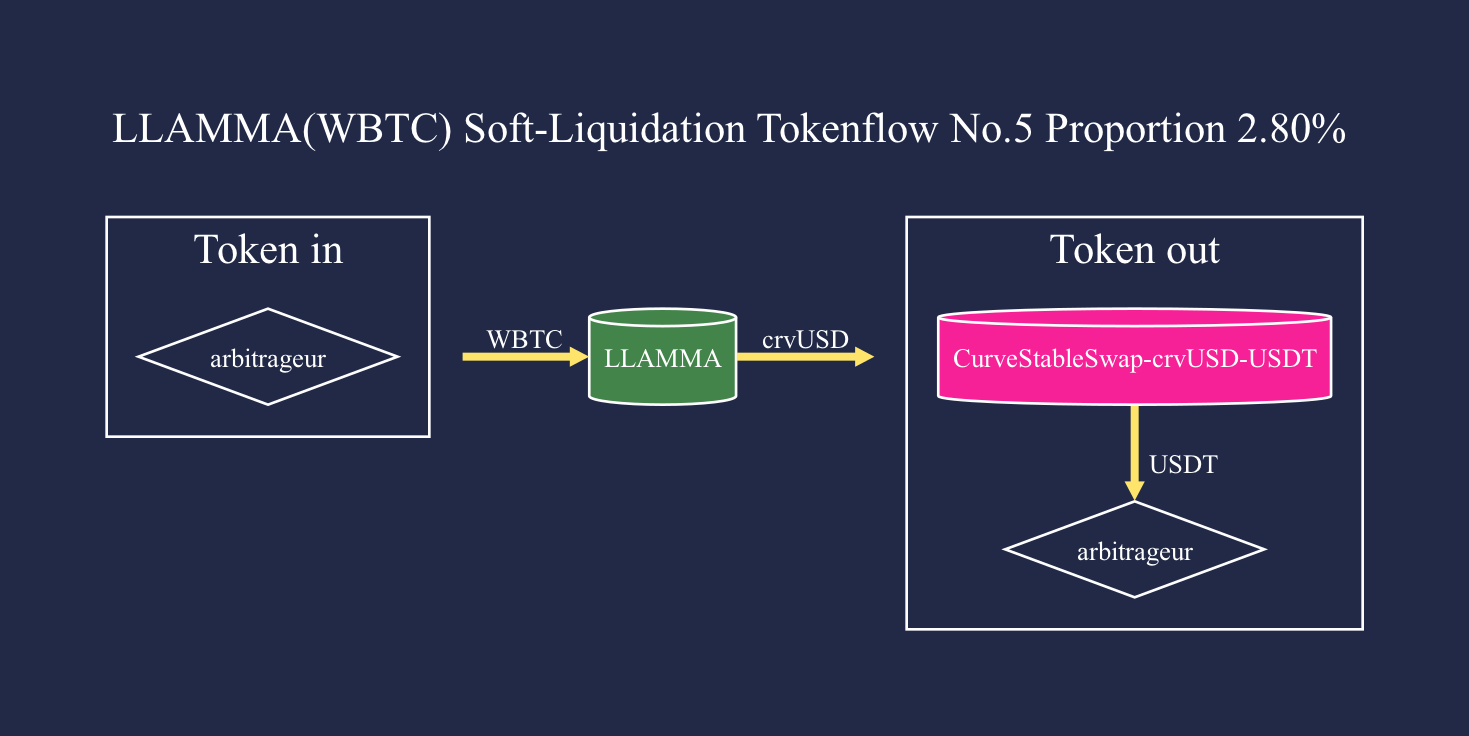 LLAMMA(WBTC) Soft-Liquidation Tokenflow No.5 Proportion 2.80%
Token in
arbitrageur
WBTC
LLAMMA
crvUSD
Token out
CurveStableSwap-crvUSD-USDT
USDT
arbitrageur